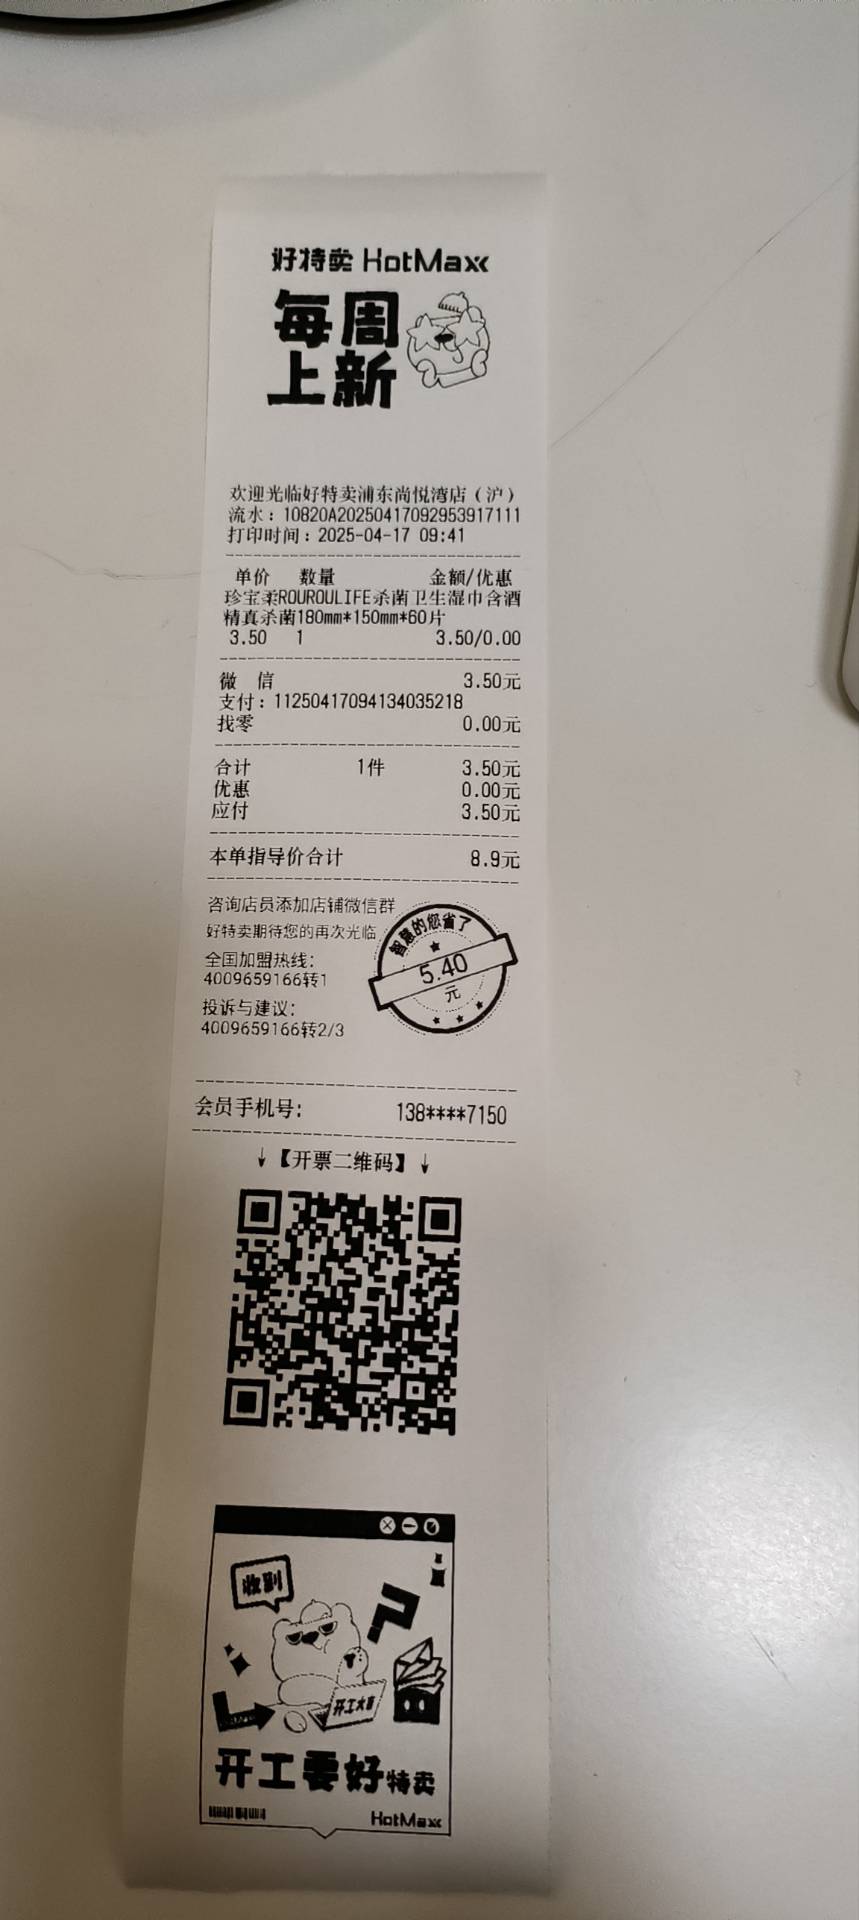 好特卖 HotMaxx
每周
上新
欢迎光临好特卖浦东尚悦湾店（沪）
流水：10820A20250417092953917111
打印时间：2025-04-17 09:41
单价 数量 金额/优惠
珍宝柔ROUROULIFE杀菌卫生湿巾含酒
精真杀菌180mm*150mm*60片
3.50 1 3.50/0.00
微 信 3.50元
支付：11250417094134035218
找零 0.00元
合计 1件 3.50元
优惠 0.00元
应付 3.50元
本单指导价合计 8.9元
咨询店员添加店铺微信群
好特卖期待您的再次光临
全国加盟热线：
4009659166转1
投诉与建议：
4009659166转2/3
智慧的您省了
5.40
元
会员手机号： 138****7150
↓【开票二维码】↓
收到
开工大吉
开工要好特卖
HotMaxx